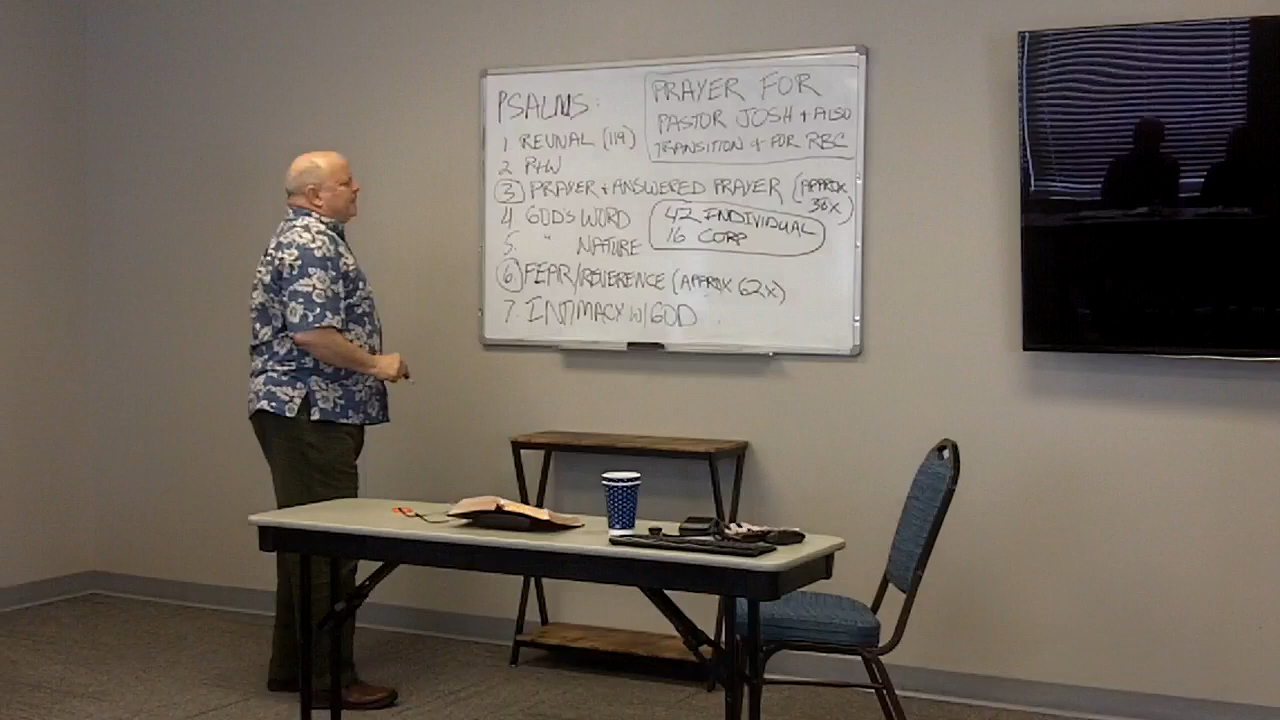 PSALMS:
1 REVIVAL (119)
2 P+W
3 PRAYER + ANSWERED PRAYER (APPROX 36X)
4 GOD'S WORD
5. " NATURE
6 FEAR/REVERENCE (APPROX 62X)
7. INTIMACY W/ GOD
PRAYER FOR
PASTOR JOSH + ALSO
TRANSITION + FOR RBC
42 INDIVIDUAL
16 CORP